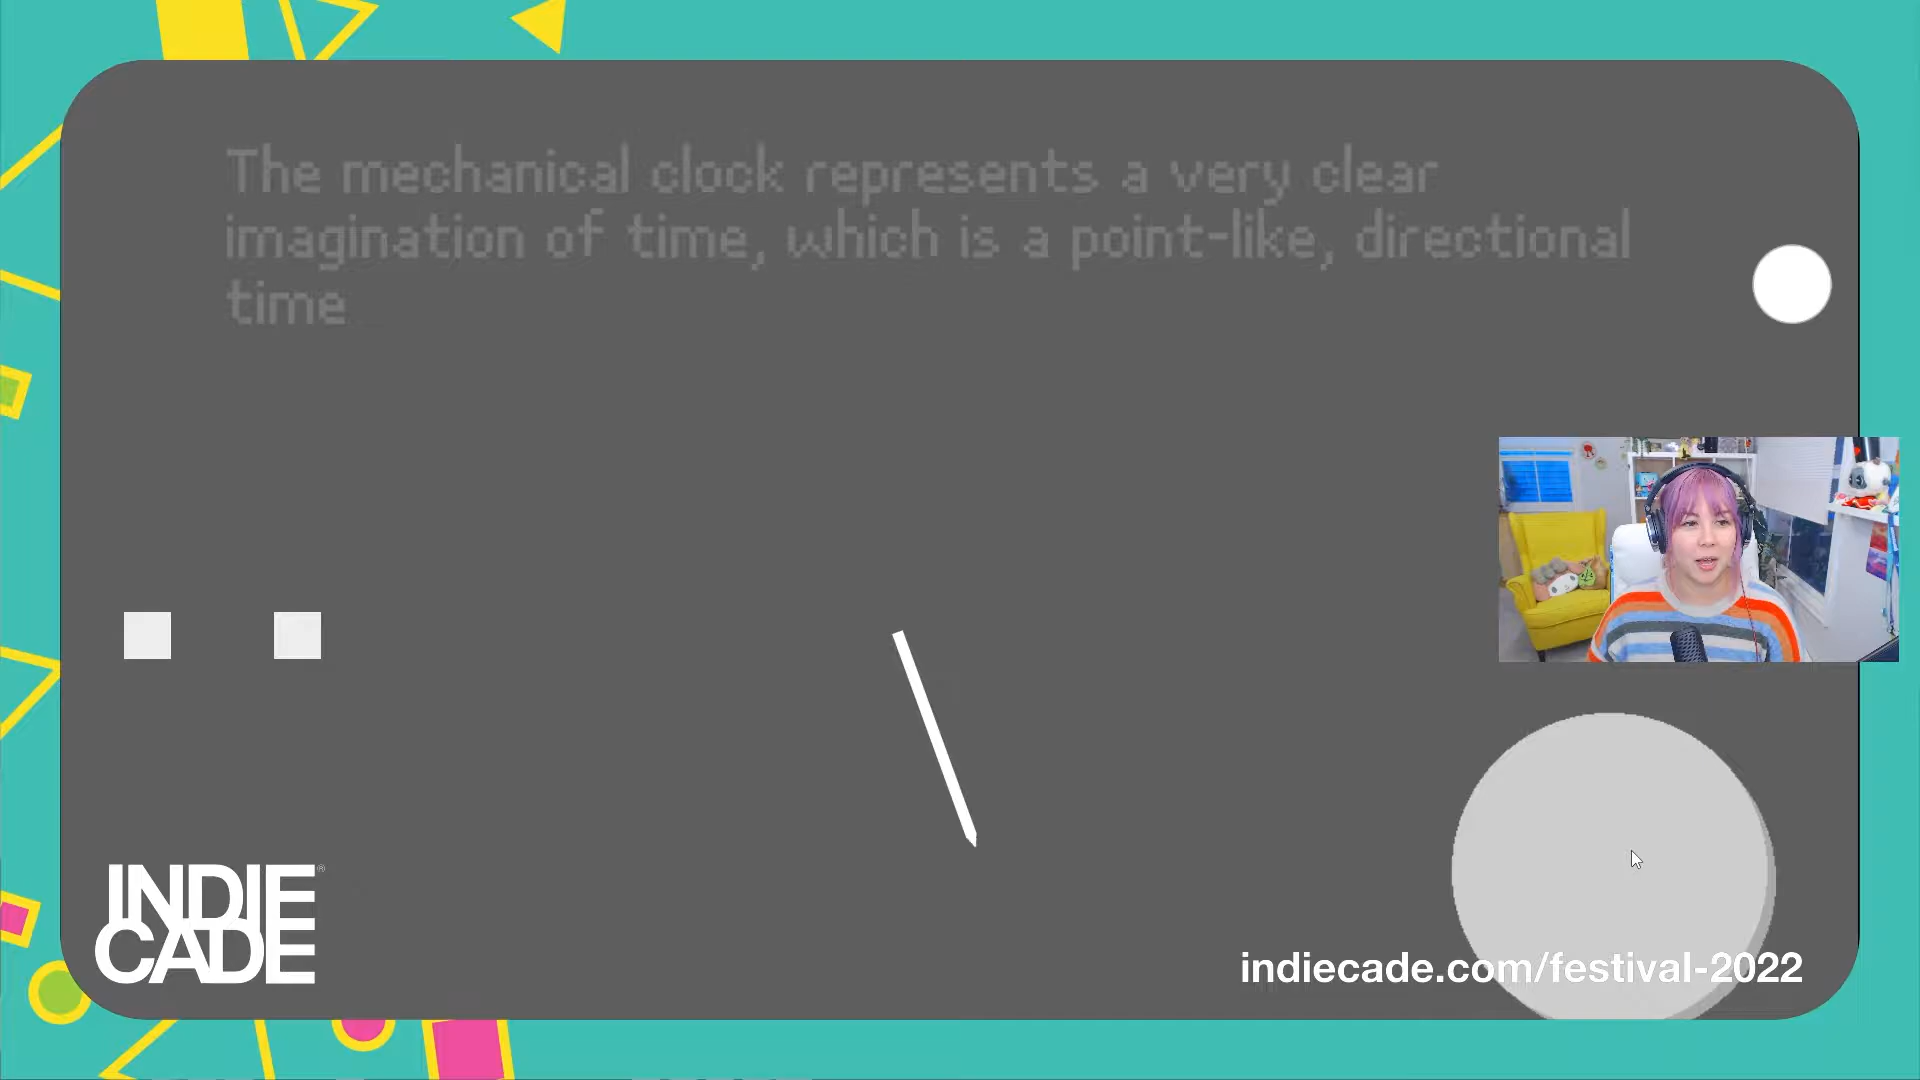 The mechanical clock represents a very clear
imagination of time, which is a point-like, directional
time
INDIE
CADE
®
indiecade.com/festival-2022